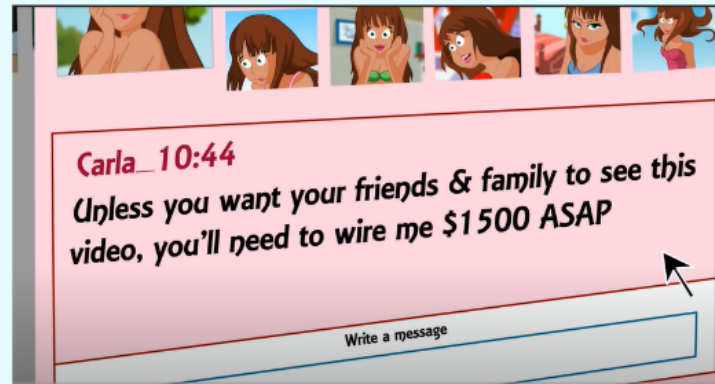 Carla_10:44
Unless you want your friends & family to see this
video, you'll need to wire me $1500 ASAP
Write a message